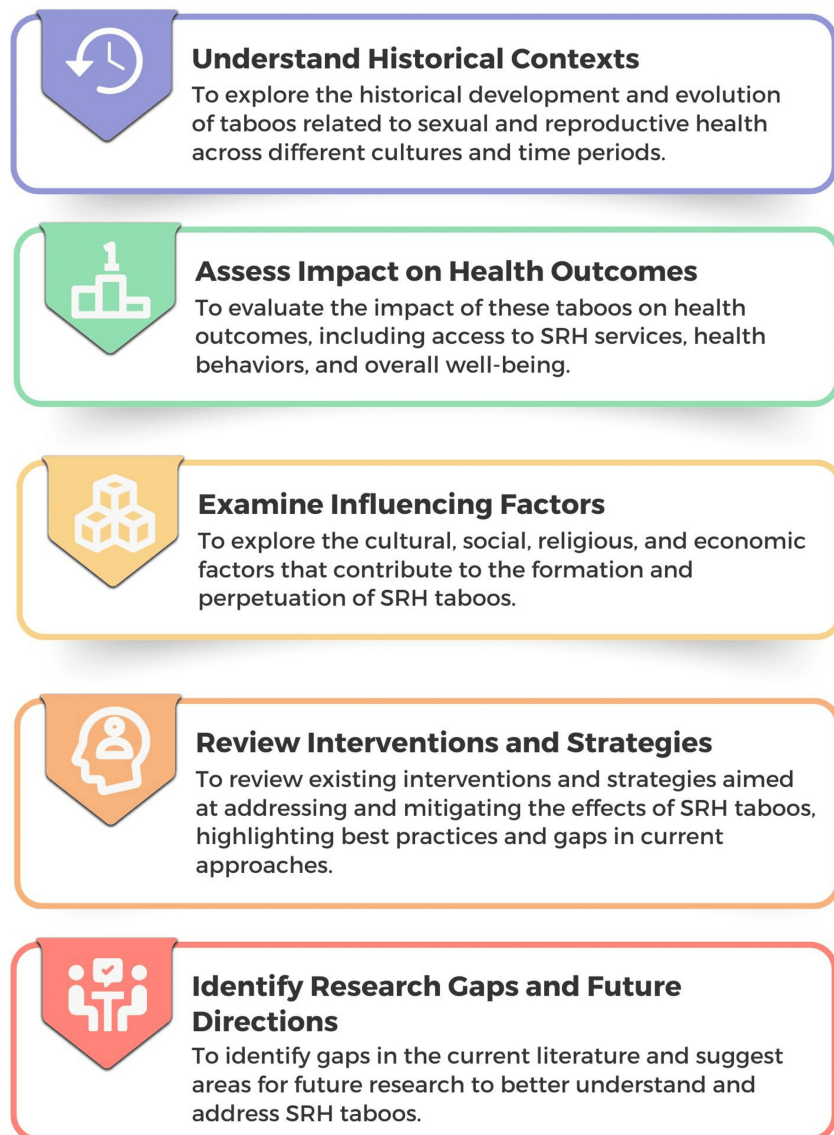 Understand Historical Contexts
To explore the historical development and evolution
of taboos related to sexual and reproductive health
across different cultures and time periods.
1
Assess Impact on Health Outcomes
To evaluate the impact of these taboos on health
outcomes, including access to SRH services, health
behaviors, and overall well-being.
Examine Influencing Factors
To explore the cultural, social, religious, and economic
factors that contribute to the formation and
perpetuation of SRH taboos.
Review Interventions and Strategies
To review existing interventions and strategies aimed
at addressing and mitigating the effects of SRH taboos,
highlighting best practices and gaps in current
approaches.
Identify Research Gaps and Future
Directions
To identify gaps in the current literature and suggest
areas for future research to better understand and
address SRH taboos.